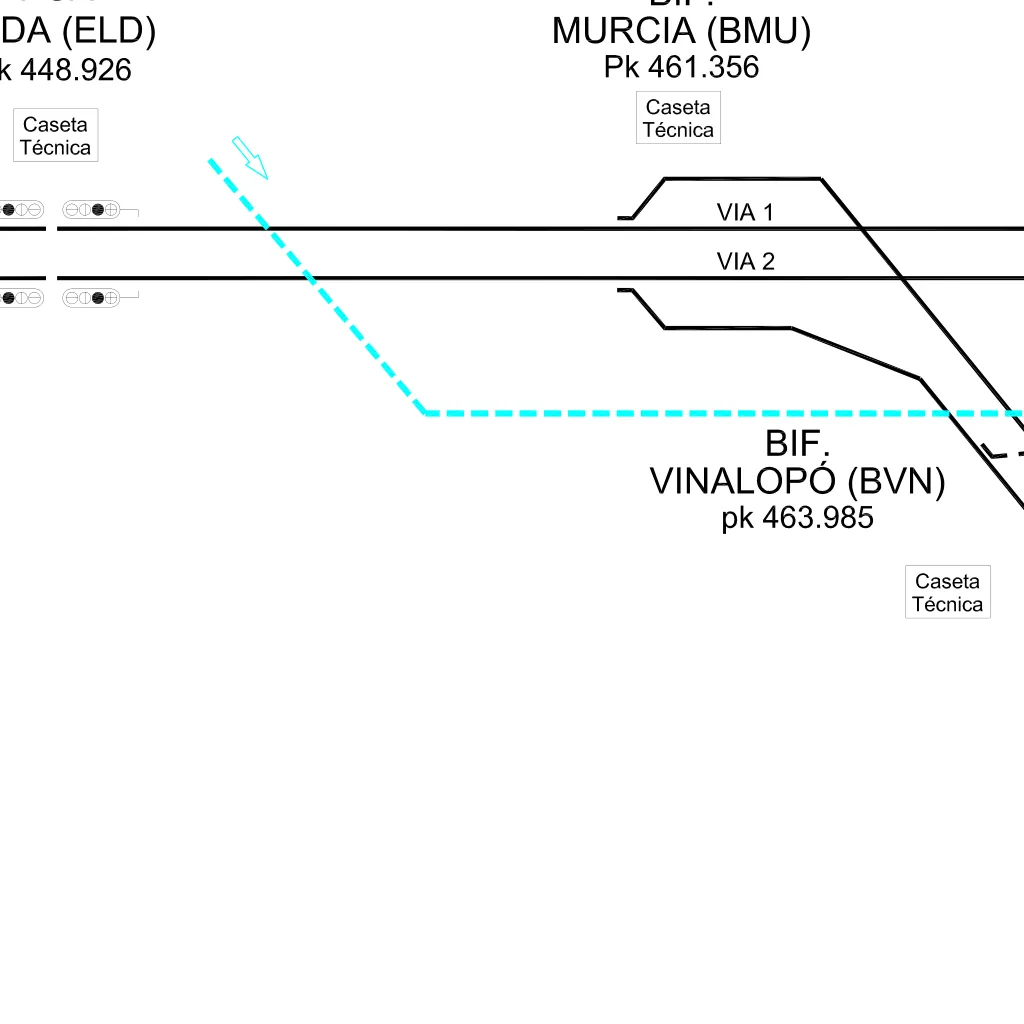 DA (ELD)
448.926
Caseta
Técnica
BIF.
MURCIA (BMU)
Pk 461.356
Caseta
Técnica
VIA 1
VIA 2
BIF.
VINALOPÓ (BVN)
pk 463.985
Caseta
Técnica